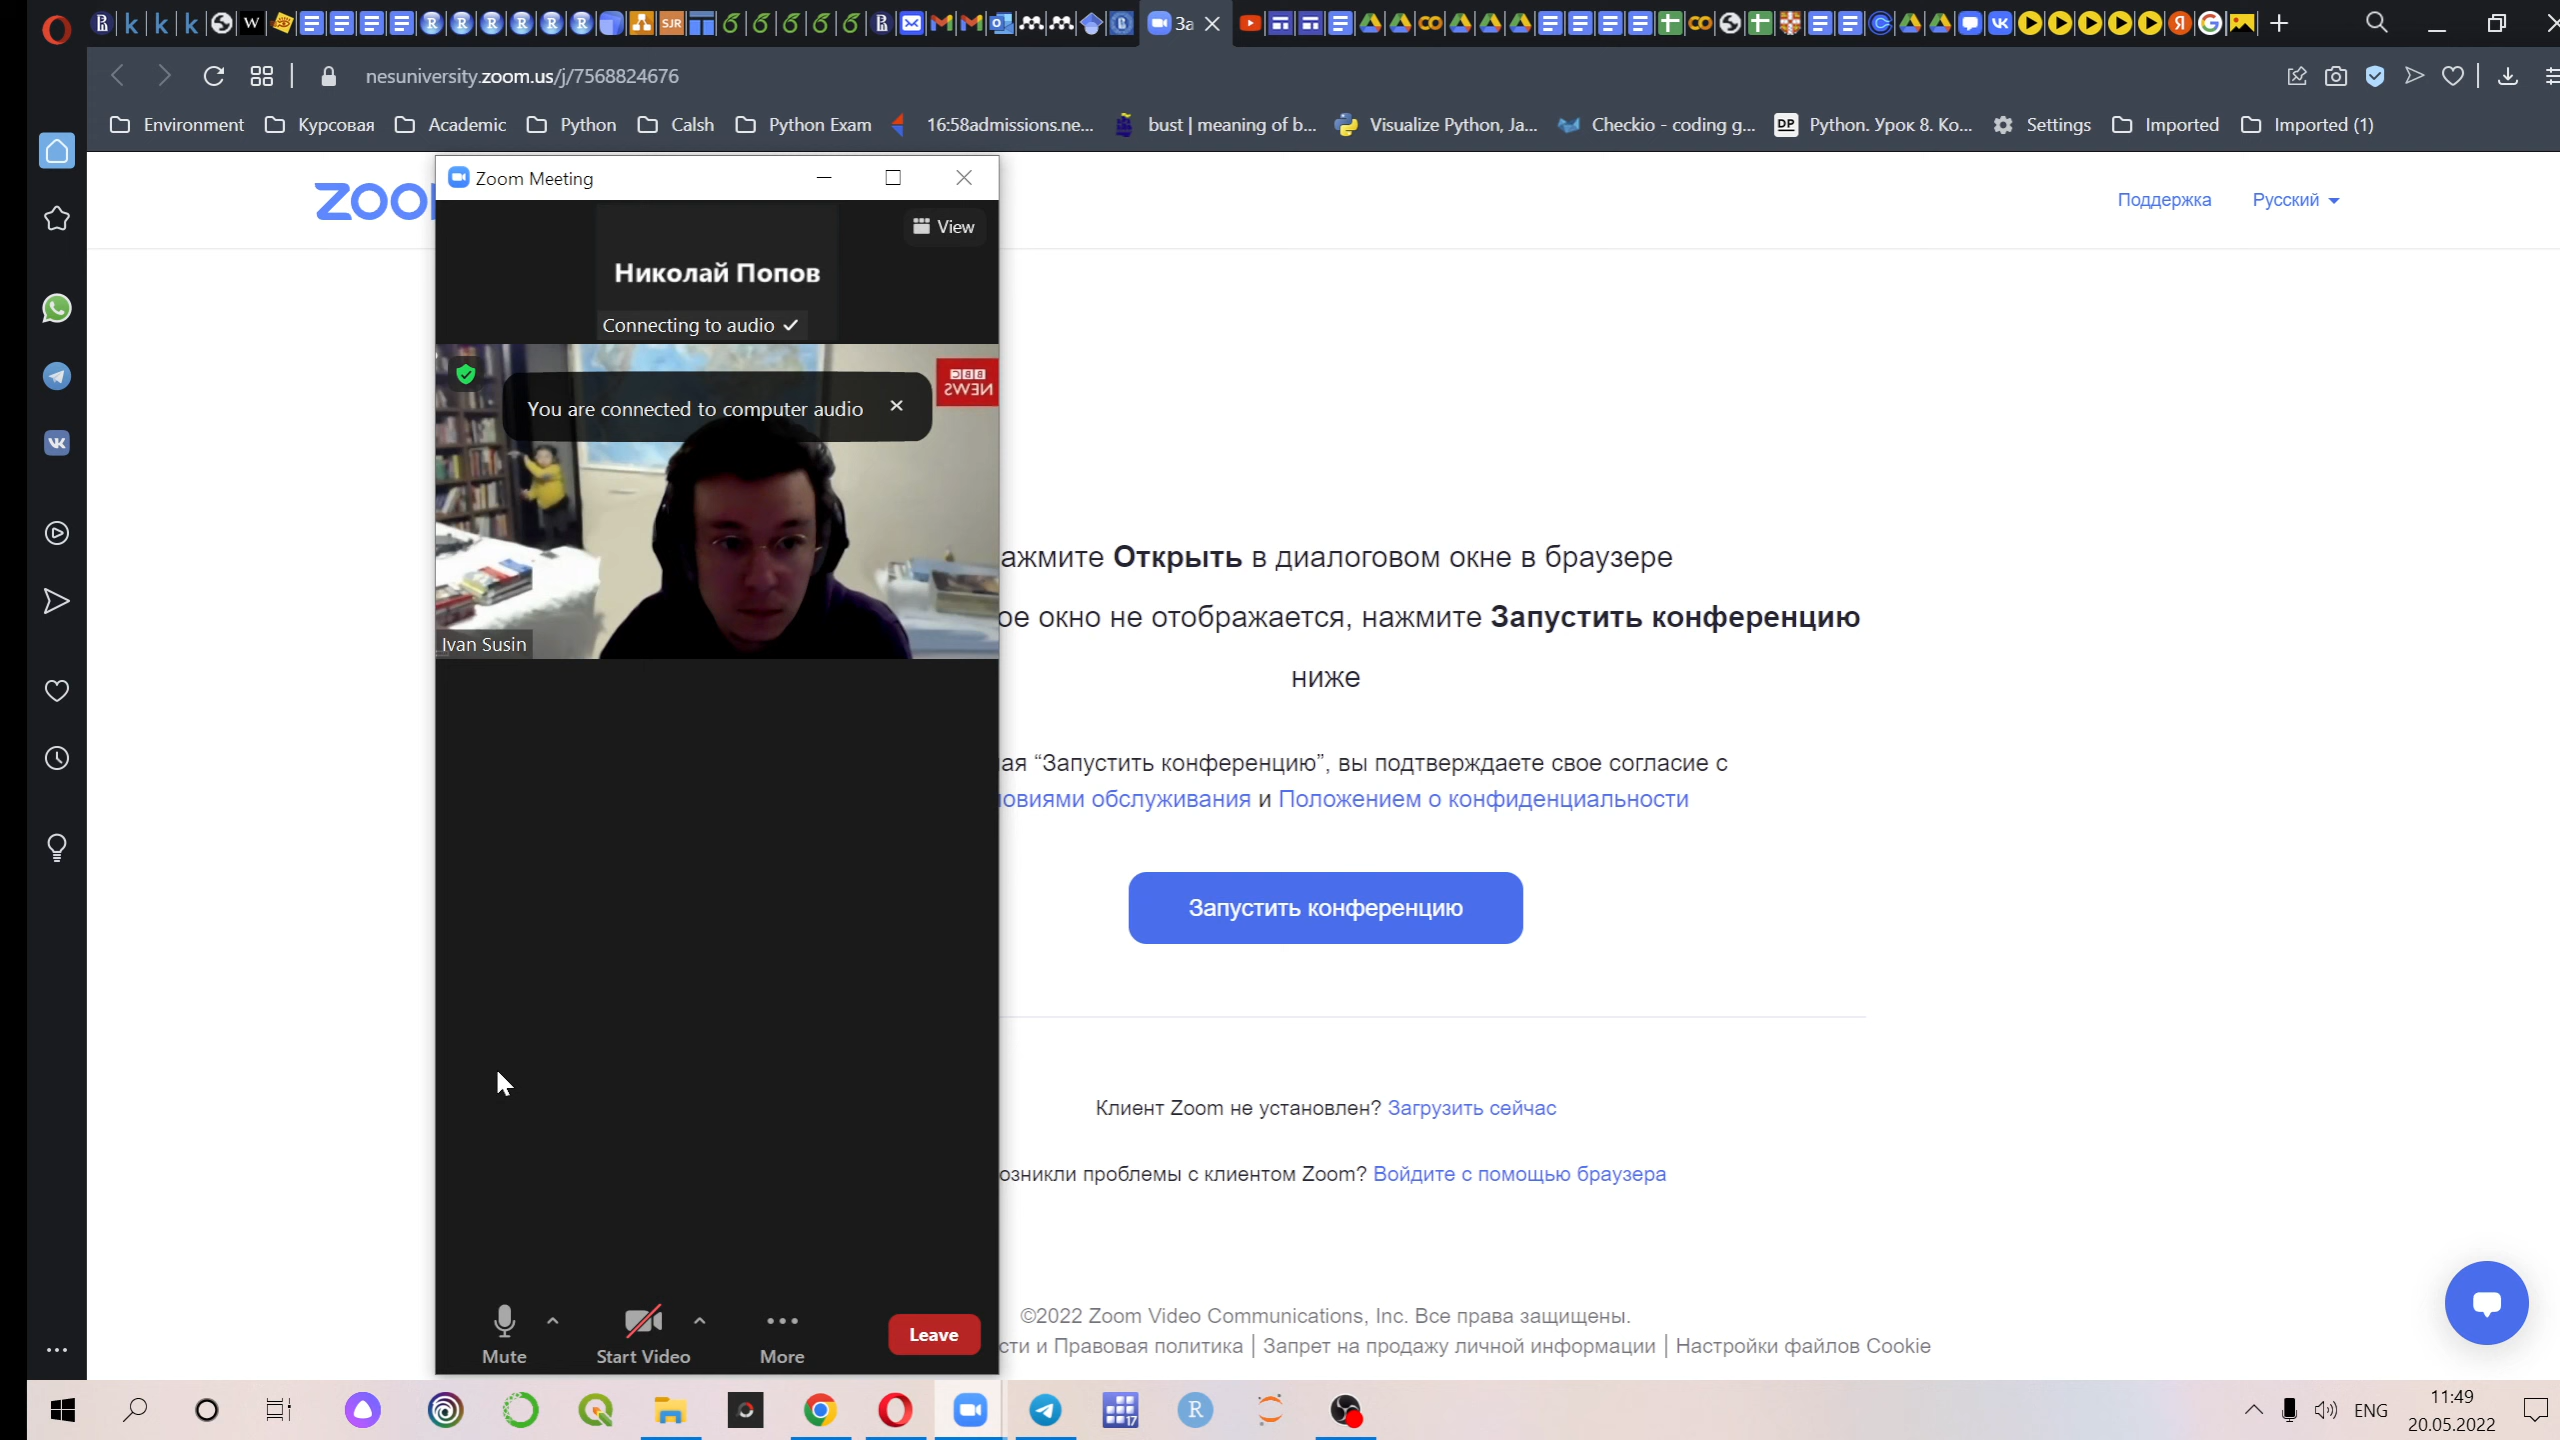 За
nesuniversity.zoom.us/j/7568824676
Environment Курсовая Academic Python Calsh Python Exam 16:58admissions.ne... bust | meaning of b... Visualize Python, Ja... Checkio - coding g... Python. Урок 8. Ко... Settings Imported Imported (1)
Zoom Meeting
zoo
Поддержка Русский
View
Николай Попов
Connecting to audio
BBC NEWS
You are connected to computer audio
Ivan Susin
ажмите Открыть в диалоговом окне в браузере
ое окно не отображается, нажмите Запустить конференцию
ниже
ая “Запустить конференцию”, вы подтверждаете свое согласие с
овиями обслуживания и Положением о конфиденциальности
Запустить конференцию
Клиент Zoom не установлен? Загрузить сейчас
озникли проблемы с клиентом Zoom? Войдите с помощью браузера
©2022 Zoom Video Communications, Inc. Все права защищены.
сти и Правовая политика | Запрет на продажу личной информации | Настройки файлов Cookie
Mute Start Video More Leave
ENG
11:49
20.05.2022